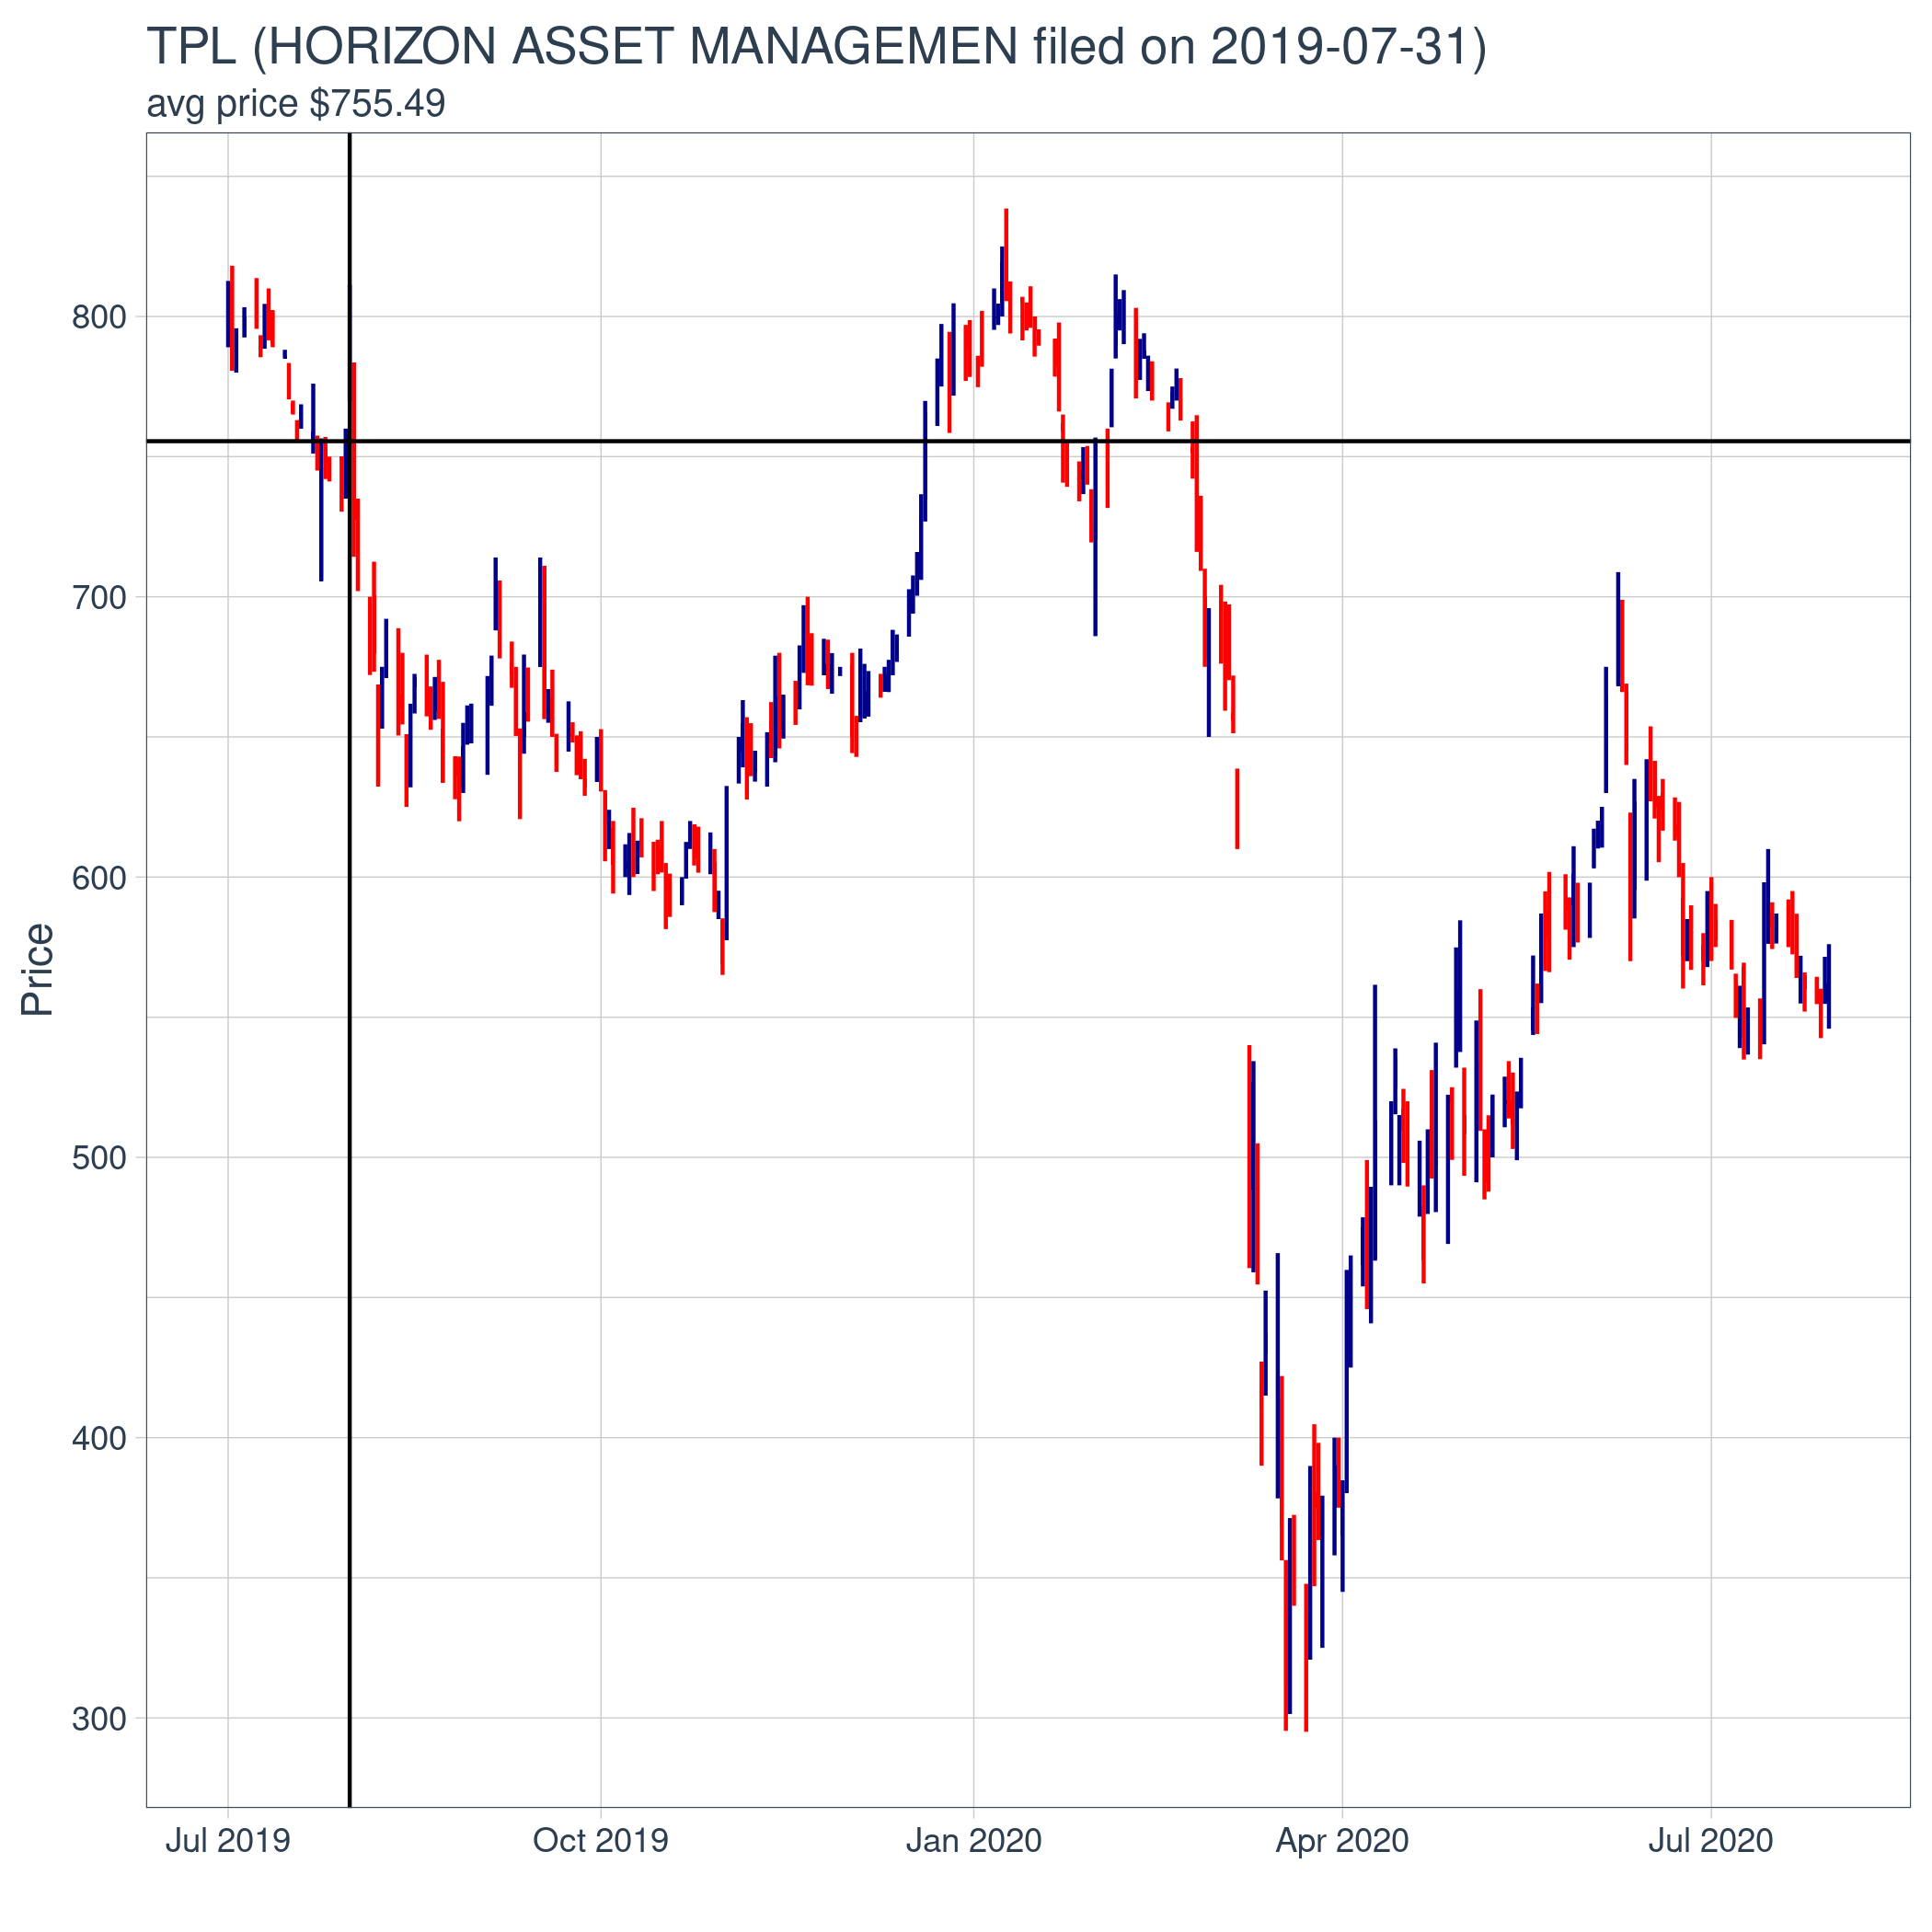 TPL (HORIZON ASSET MANAGEMEN filed on 2019-07-31)
avg price $755.49
800
700
600
500
400
300
Price
Jul 2019 Oct 2019 Jan 2020 Apr 2020 Jul 2020